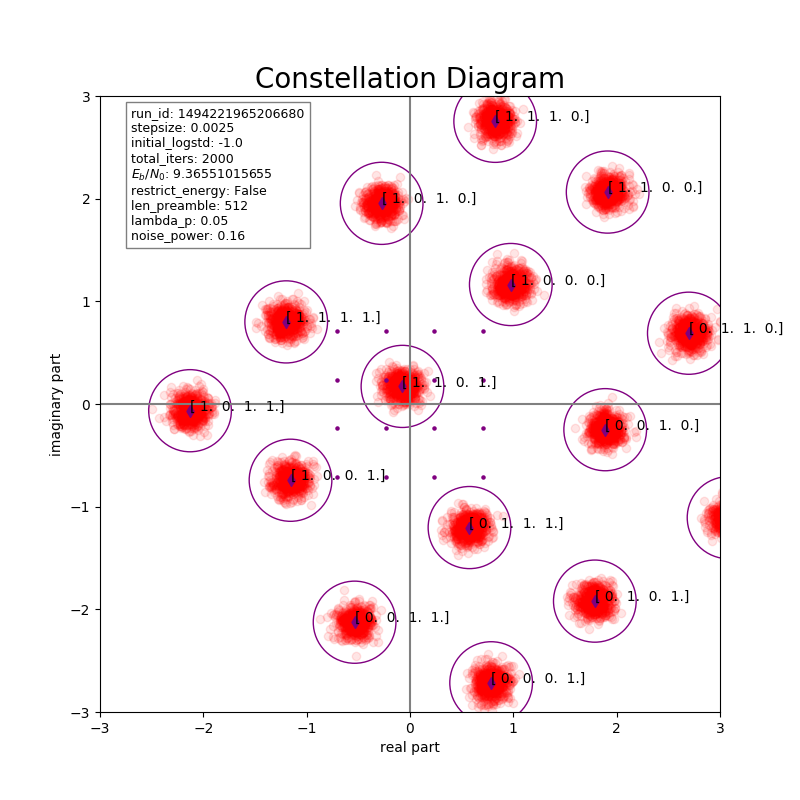 Constellation Diagram
run_id: 1494221965206680
stepsize: 0.0025
initial_logstd: -1.0
total_iters: 2000
E_b/N_0: 9.36551015655
restrict_energy: False
len_preamble: 512
lambda_p: 0.05
noise_power: 0.16
3
2
1
0
−1
−2
−3
imaginary part
[ 1. 1. 1. 0.]
[ 1. 1. 0. 0.]
[ 1. 0. 1. 0.]
[ 1. 0. 0. 0.]
[ 1. 1. 1. 1.]
[ 0. 1. 1. 0.]
[ 1. 1. 0. 1.]
[ 1. 0. 1. 1.]
[ 0. 0. 1. 0.]
[ 1. 0. 0. 1.]
[ 0. 1. 1. 1.]
[ 0. 1. 0. 1.]
[ 0. 0. 1. 1.]
[ 0. 0. 0. 1.]
−3 −2 −1 0 1 2 3
real part